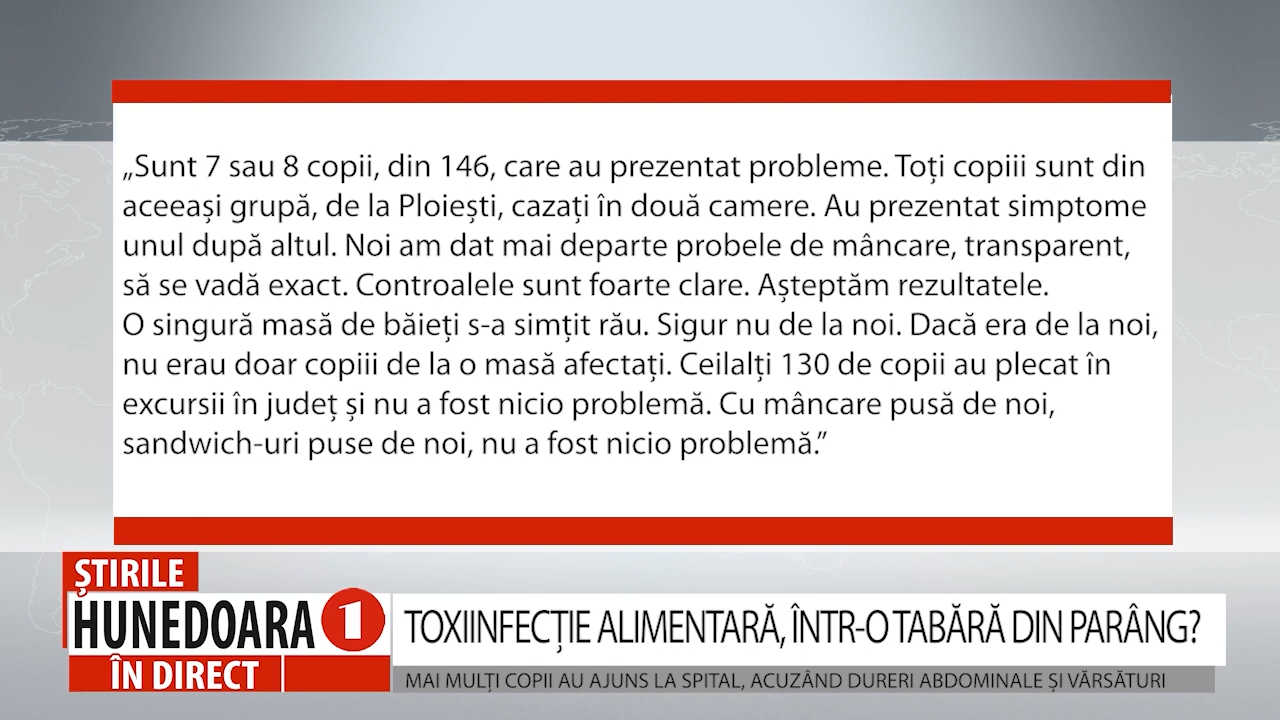 „Sunt 7 sau 8 copii, din 146, care au prezentat probleme. Toți copiii sunt din
aceeași grupă, de la Ploiești, cazați în două camere. Au prezentat simptome
unul după altul. Noi am dat mai departe probele de mâncare, transparent,
să se vadă exact. Controalele sunt foarte clare. Așteptăm rezultatele.
O singură masă de băieți s-a simțit rău. Sigur nu de la noi. Dacă era de la noi,
nu erau doar copiii de la o masă afectați. Ceilalți 130 de copii au plecat în
excursii în județ și nu a fost nicio problemă. Cu mâncare pusă de noi,
sandwich-uri puse de noi, nu a fost nicio problemă.”
ȘTIRILE
HUNEDOARA 1
ÎN DIRECT
TOXIINFECȚIE ALIMENTARĂ, ÎNTR-O TABĂRĂ DIN PARÂNG?
MAI MULȚI COPII AU AJUNS LA SPITAL, ACUZÂND DURERI ABDOMINALE ȘI VĂRSĂTURI